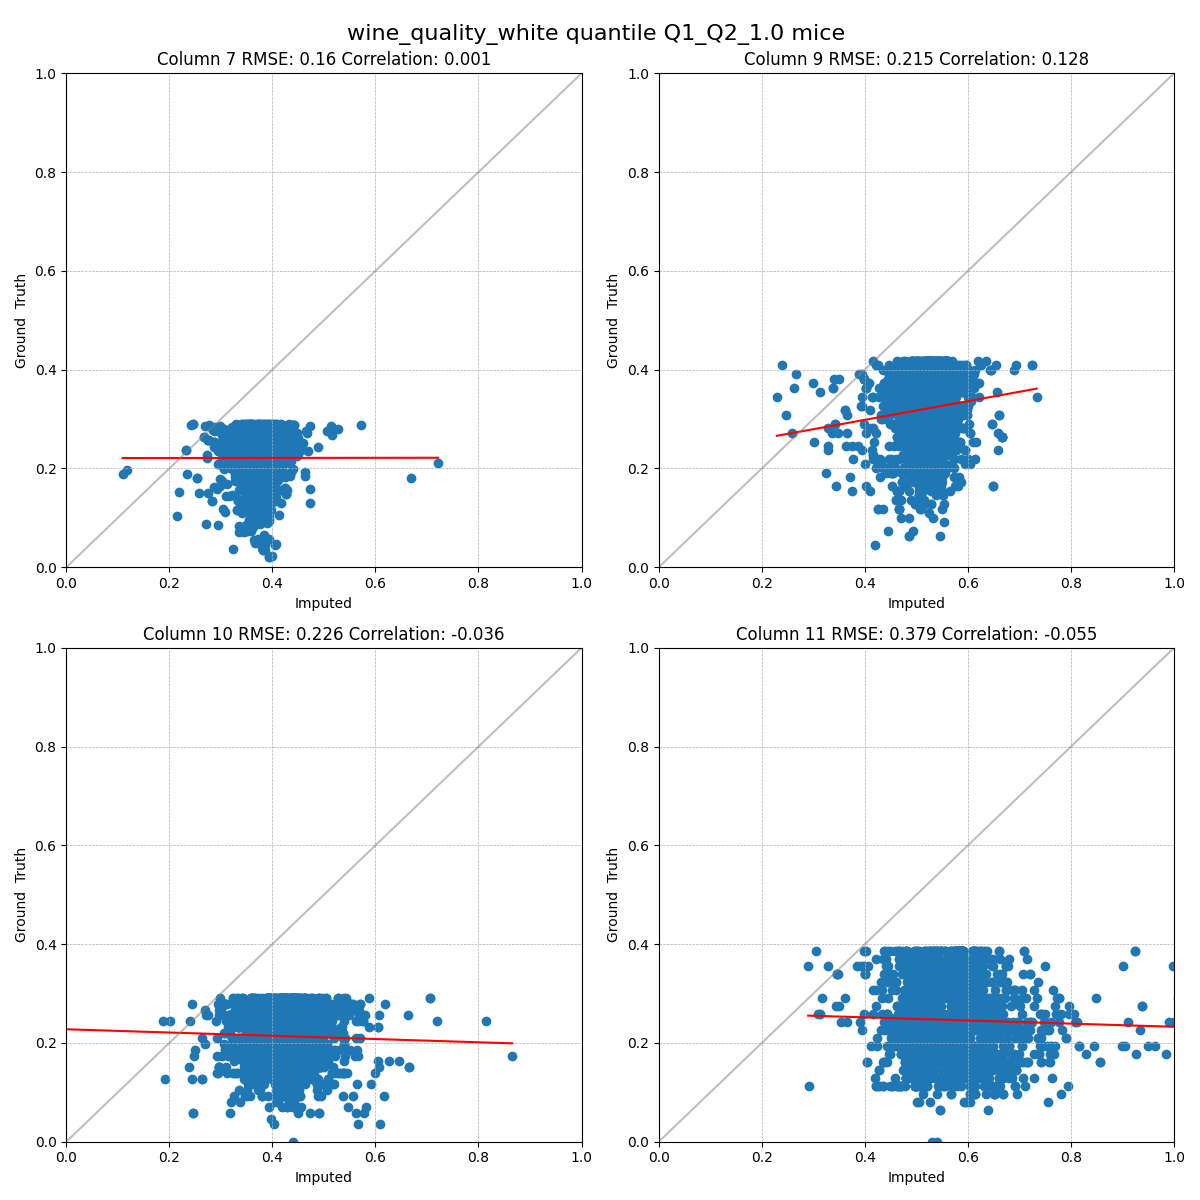 wine_quality_white quantile Q1_Q2_1.0 mice
Column 7 RMSE: 0.16 Correlation: 0.001
1.0
0.8
0.6
0.4
0.2
0.0
Ground Truth
0.0 0.2 0.4 0.6 0.8 1.0
Imputed
Column 9 RMSE: 0.215 Correlation: 0.128
1.0
0.8
0.6
0.4
0.2
0.0
Ground Truth
0.0 0.2 0.4 0.6 0.8 1.0
Imputed
Column 10 RMSE: 0.226 Correlation: -0.036
1.0
0.8
0.6
0.4
0.2
0.0
Ground Truth
0.0 0.2 0.4 0.6 0.8 1.0
Imputed
Column 11 RMSE: 0.379 Correlation: -0.055
1.0
0.8
0.6
0.4
0.2
0.0
Ground Truth
0.0 0.2 0.4 0.6 0.8 1.0
Imputed